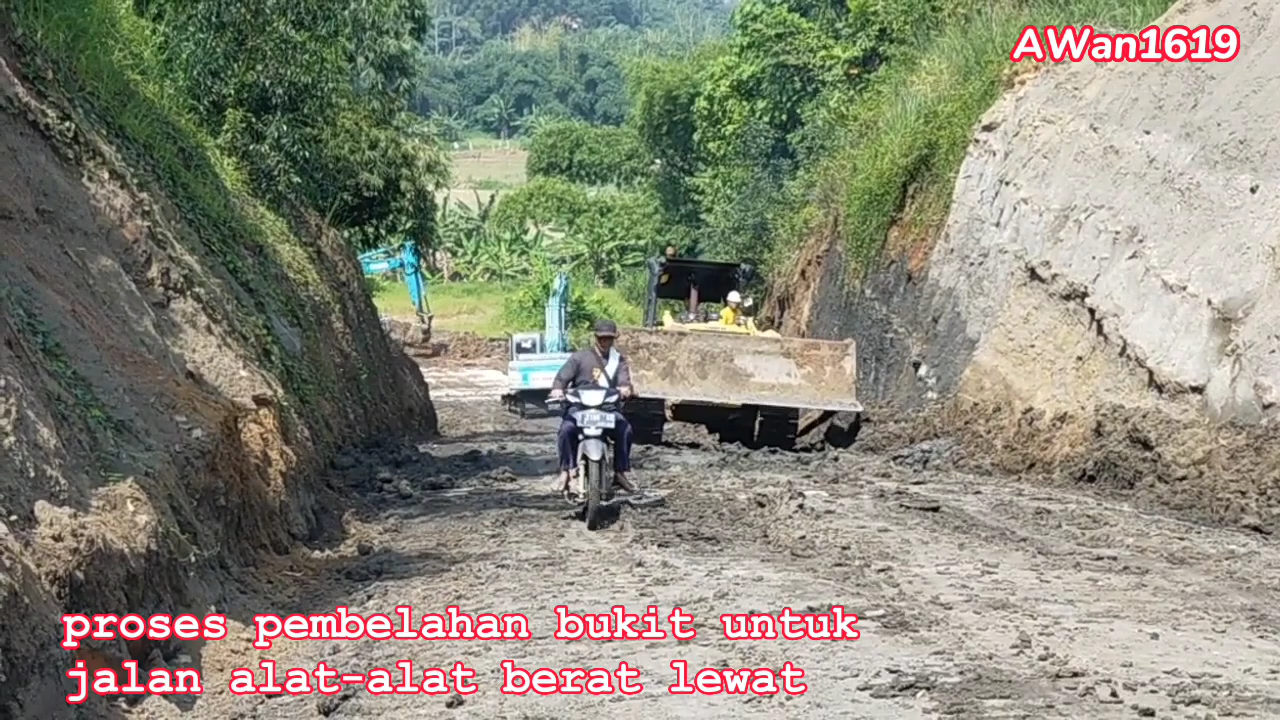 AWan1619
proses pembelahan bukit untuk
jalan alat-alat berat lewat